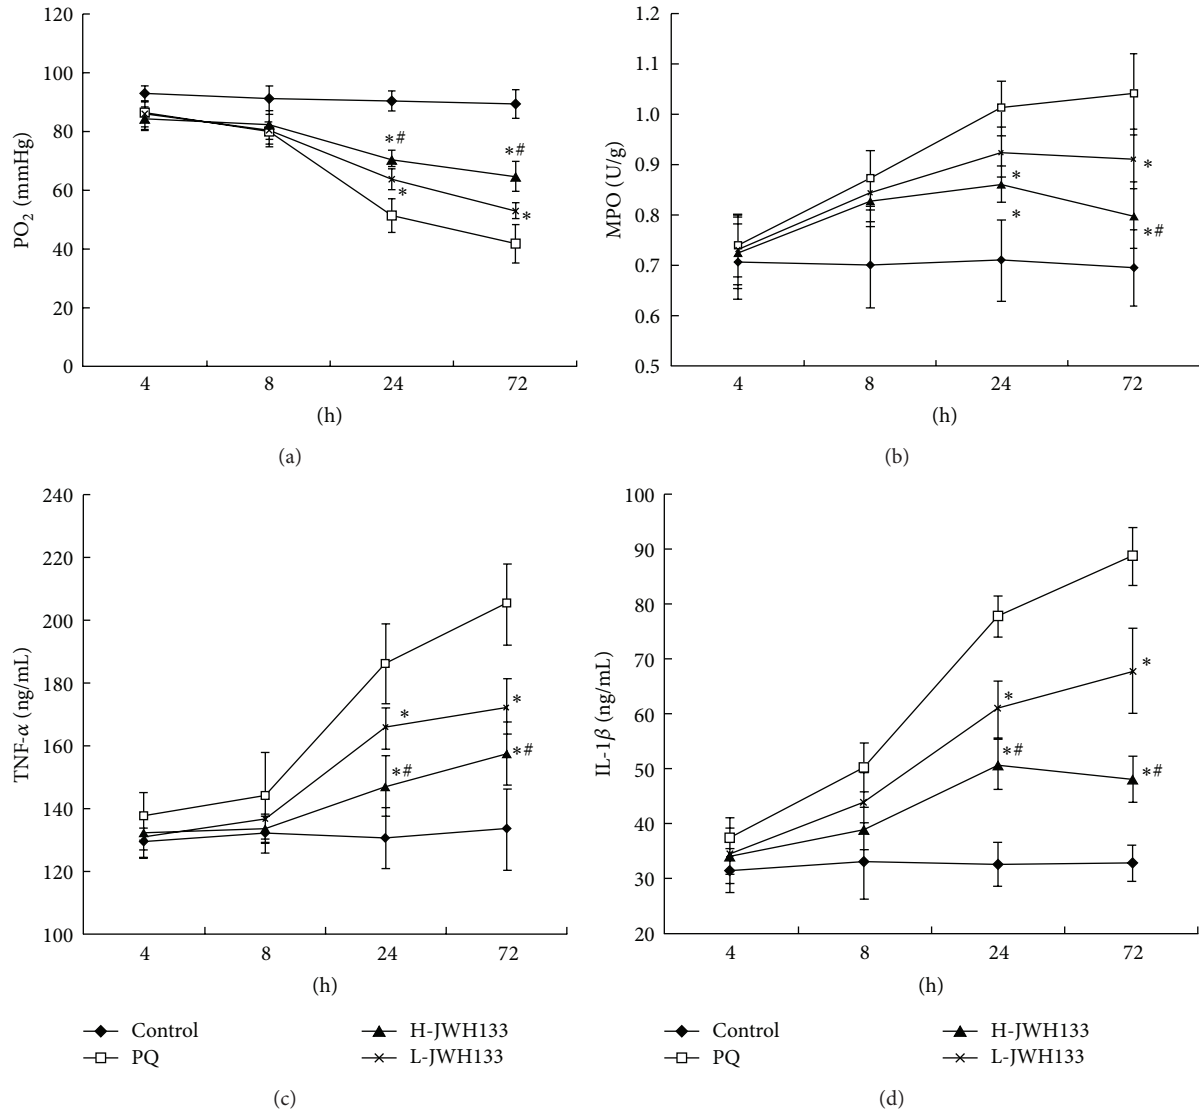 120
100
80
60
40
20
0
PO2 (mmHg)
*#
*#
*
*
4 8 24 72
(h)
(a)
1.2
1.1
1.0
0.9
0.8
0.7
0.6
0.5
MPO (U/g)
*
*
*
*#
4 8 24 72
(h)
(b)
240
220
200
180
160
140
120
100
TNF-α (ng/mL)
*
*
*#
*#
4 8 24 72
(h)
Control H-JWH133
PQ L-JWH133
(c)
100
90
80
70
60
50
40
30
20
IL-1β (ng/mL)
*
*
*#
*#
4 8 24 72
(h)
Control H-JWH133
PQ L-JWH133
(d)